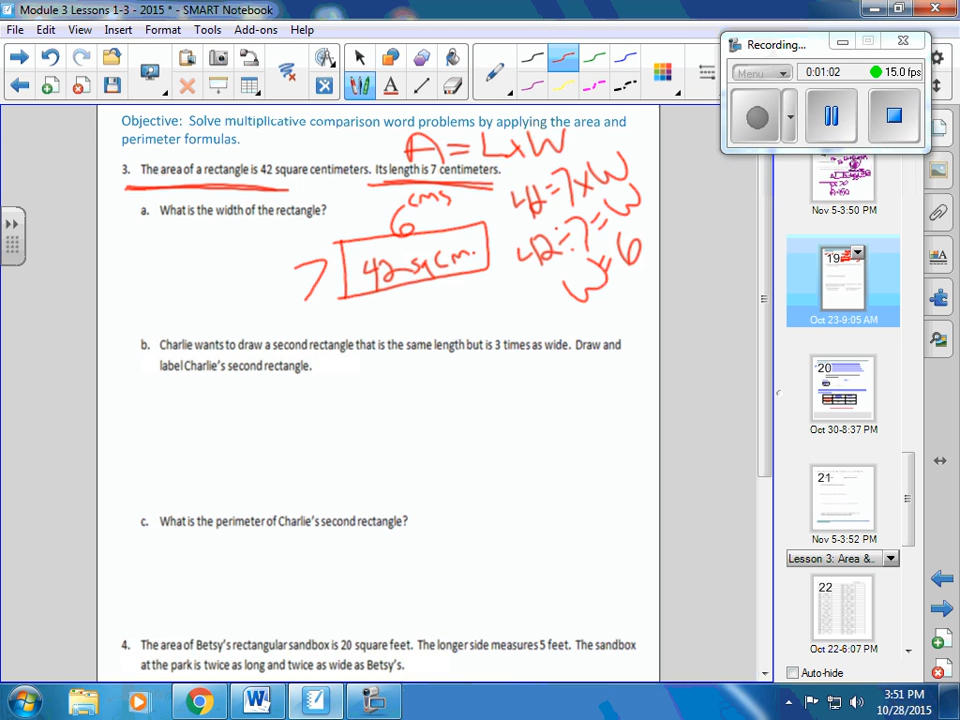 Module 3 Lessons 1-3 - 2015 * - SMART Notebook
File Edit View Insert Format Tools Add-ons Help
Recording...
Menu
0:01:02
15.0 fps
Objective: Solve multiplicative comparison word problems by applying the area and
perimeter formulas.
A = L x W
3. The area of a rectangle is 42 square centimeters. Its length is 7 centimeters.
42 = 7 x W
a. What is the width of the rectangle?
6 cms
42 ÷ 7 = W
7
42 sq cm.
W = 6
b. Charlie wants to draw a second rectangle that is the same length but is 3 times as wide. Draw and
label Charlie's second rectangle.
c. What is the perimeter of Charlie's second rectangle?
4. The area of Betsy's rectangular sandbox is 20 square feet. The longer side measures 5 feet. The sandbox
at the park is twice as long and twice as wide as Betsy's.
Nov 5-3:50 PM
19
Oct 23-9:05 AM
20
Oct 30-8:37 PM
21
Nov 5-3:52 PM
Lesson 3: Area &..
22
Oct 22-6:07 PM
Auto-hide
3:51 PM
10/28/2015